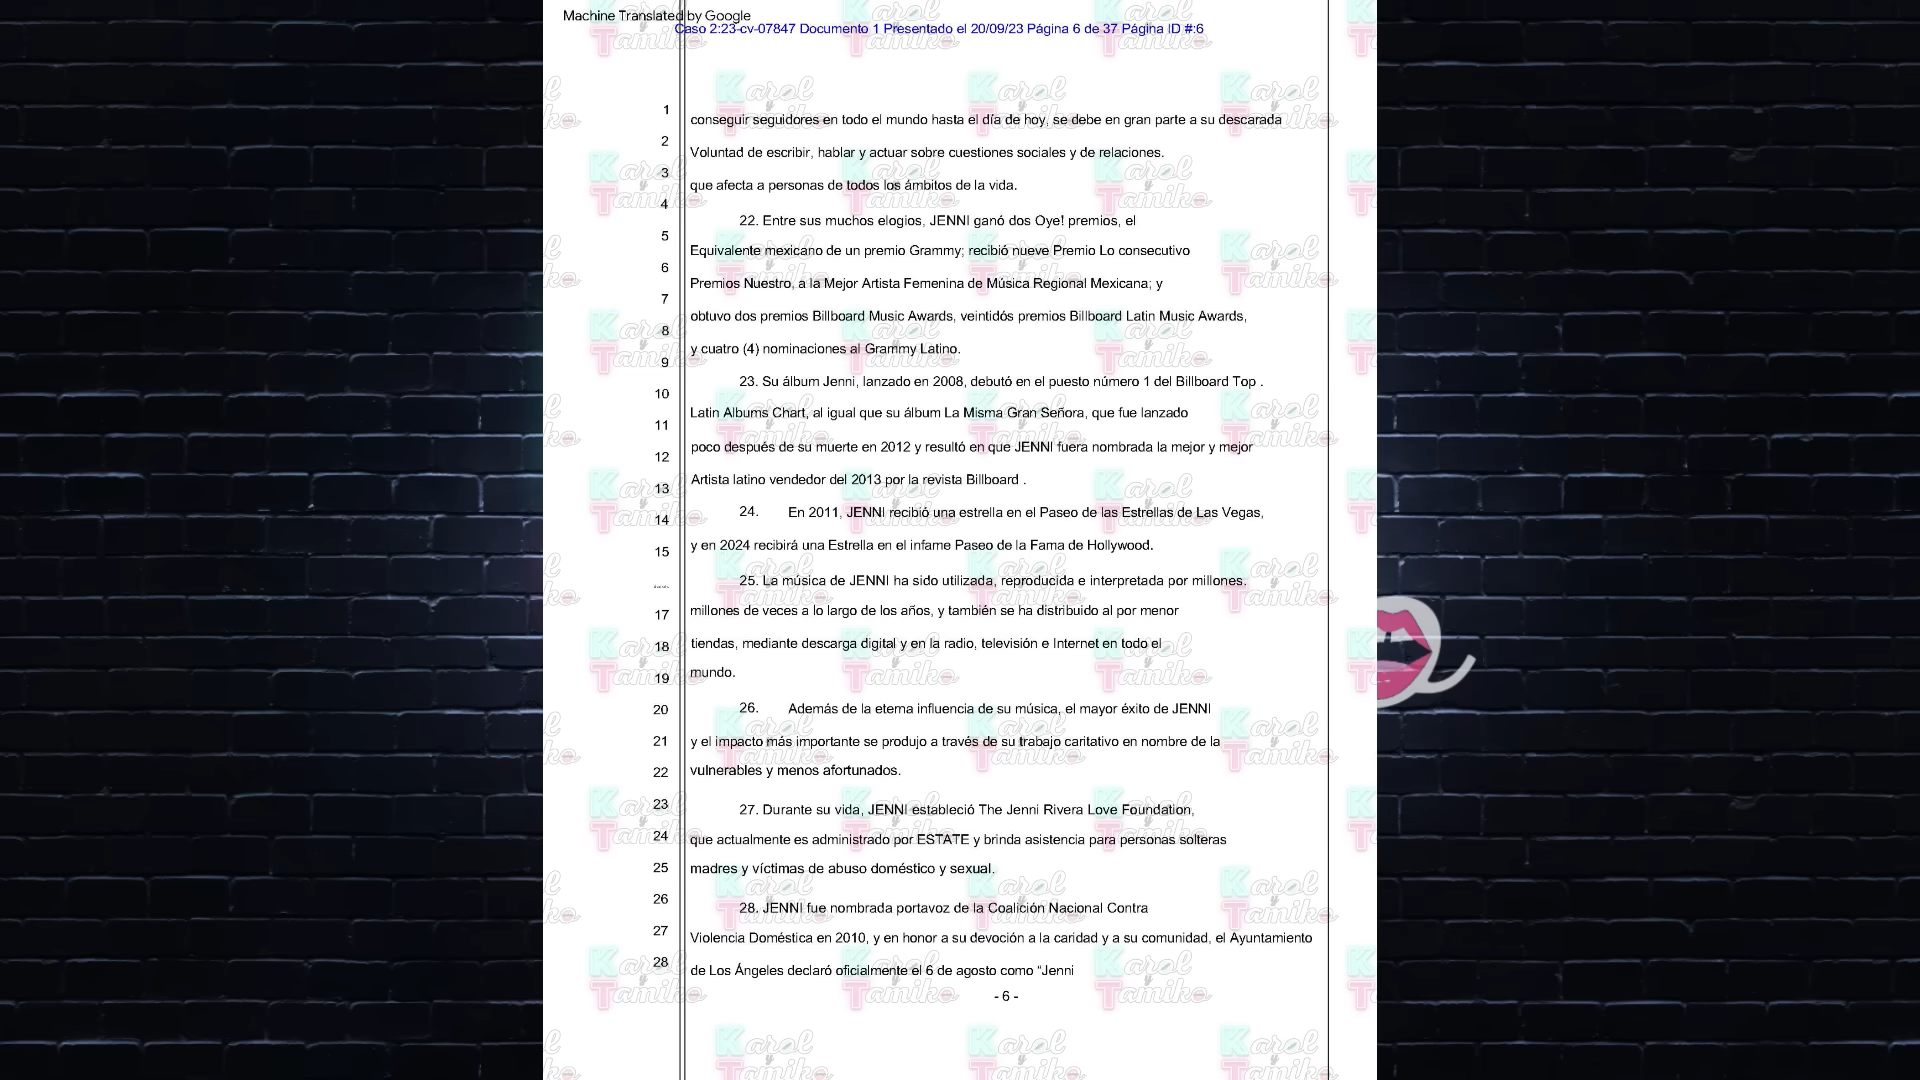 Machine Translated by Google
Caso 2:23-cv-07847 Documento 1 Presentado el 20/09/23 Página 6 de 37 Página ID #:6
1
conseguir seguidores en todo el mundo hasta el día de hoy, se debe en gran parte a su descarada
2
Voluntad de escribir, hablar y actuar sobre cuestiones sociales y de relaciones.
3
que afecta a personas de todos los ámbitos de la vida.
4
22. Entre sus muchos elogios, JENNI ganó dos Oye! premios, el
5
Equivalente mexicano de un premio Grammy; recibió nueve Premio Lo consecutivo
6
Premios Nuestro, a la Mejor Artista Femenina de Música Regional Mexicana; y
7
obtuvo dos premios Billboard Music Awards, veintidós premios Billboard Latin Music Awards,
8
y cuatro (4) nominaciones al Grammy Latino.
9
23. Su álbum Jenni, lanzado en 2008, debutó en el puesto número 1 del Billboard Top .
10
Latin Albums Chart, al igual que su álbum La Misma Gran Señora, que fue lanzado
11
poco después de su muerte en 2012 y resultó en que JENNI fuera nombrada la mejor y mejor
12
Artista latino vendedor del 2013 por la revista Billboard .
13
24. En 2011, JENNI recibió una estrella en el Paseo de las Estrellas de Las Vegas,
14
y en 2024 recibirá una Estrella en el infame Paseo de la Fama de Hollywood.
15
25. La música de JENNI ha sido utilizada, reproducida e interpretada por millones.
millones de veces a lo largo de los años, y también se ha distribuido al por menor
17
tiendas, mediante descarga digital y en la radio, televisión e Internet en todo el
18
mundo.
19
26. Además de la eterna influencia de su música, el mayor éxito de JENNI
20
y el impacto más importante se produjo a través de su trabajo caritativo en nombre de la
21
vulnerables y menos afortunados.
22
27. Durante su vida, JENNI estableció The Jenni Rivera Love Foundation,
23
que actualmente es administrado por ESTATE y brinda asistencia para personas solteras
24
madres y víctimas de abuso doméstico y sexual.
25
28. JENNI fue nombrada portavoz de la Coalición Nacional Contra
26
Violencia Doméstica en 2010, y en honor a su devoción a la caridad y a su comunidad, el Ayuntamiento
27
de Los Ángeles declaró oficialmente el 6 de agosto como “Jenni
28
- 6 -
Karol
y
Tamiko